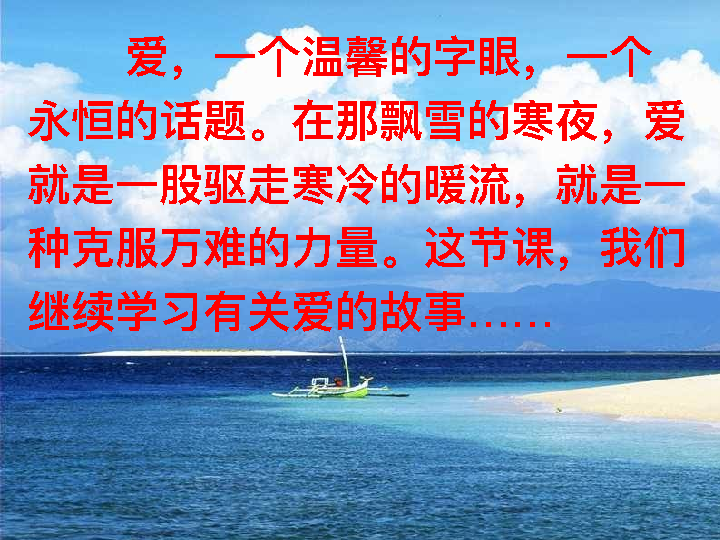 爱，一个温馨的字眼，一个
永恒的话题。在那飘雪的寒夜，爱
就是一股驱走寒冷的暖流，就是一
种克服万难的力量。这节课，我们
继续学习有关爱的故事……